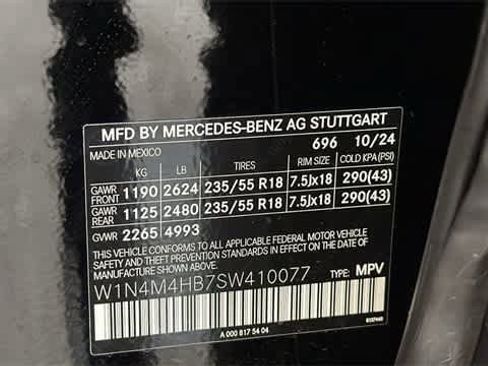 MFD BY MERCEDES-BENZ AG STUTTGART
MADE IN MEXICO 696 10/24
KG LB TIRES RIM SIZE COLD KPA(PSI)
GAWR FRONT 1190 2624 235/55 R18 7.5Jx18 290(43)
GAWR REAR 1125 2480 235/55 R18 7.5Jx18 290(43)
GVWR 2265 4993
THIS VEHICLE CONFORMS TO ALL APPLICABLE FEDERAL MOTOR VEHICLE
SAFETY AND THEFT PREVENTION STANDARDS IN EFFECT ON THE DATE
OF MANUFACTURE SHOWN ABOVE.
W1N4M4HB7SW410077 TYPE: MPV
A 000 817 54 04